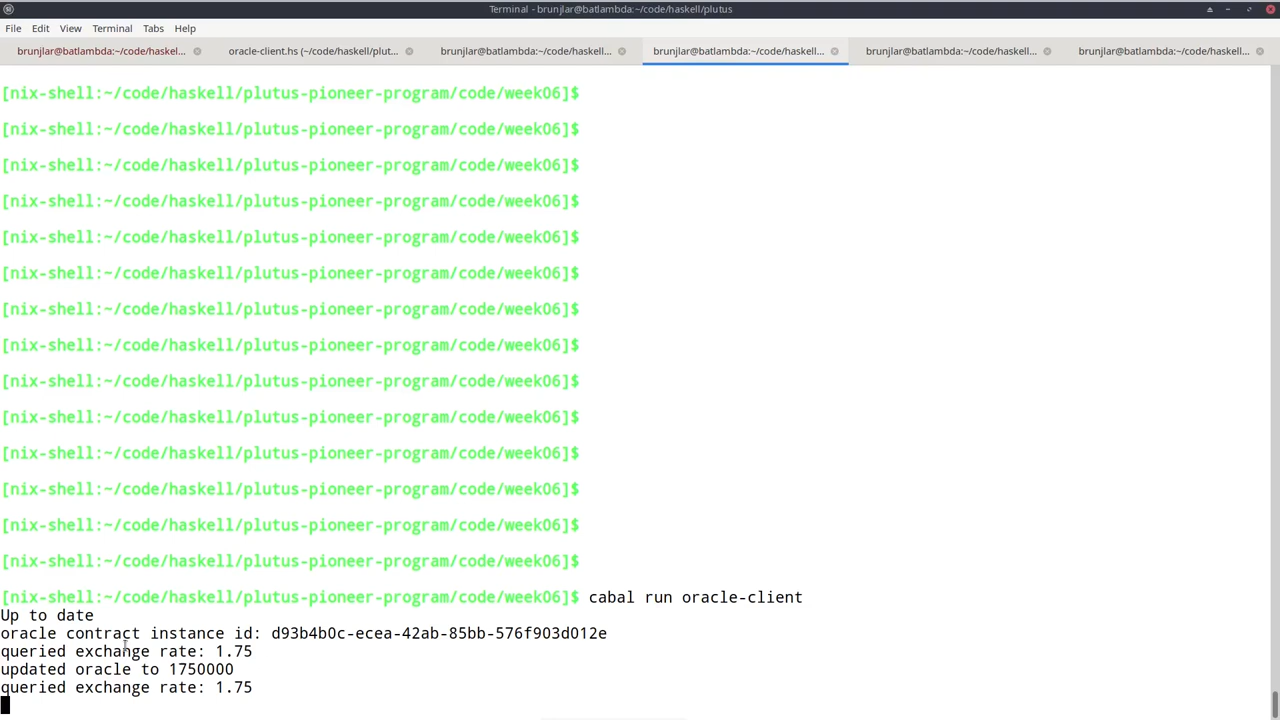 Terminal - brunjlar@batlambda:~/code/haskell/plutus
File Edit View Terminal Tabs Help
brunjlar@batlambda:~/code/haskel... oracle-client.hs (~/code/haskell/plut... brunjlar@batlambda:~/code/haskell... brunjlar@batlambda:~/code/haskell... brunjlar@batlambda:~/code/haskell... brunjlar@batlambda:~/code/haskell...
[nix-shell:~/code/haskell/plutus-pioneer-program/code/week06]$
[nix-shell:~/code/haskell/plutus-pioneer-program/code/week06]$
[nix-shell:~/code/haskell/plutus-pioneer-program/code/week06]$
[nix-shell:~/code/haskell/plutus-pioneer-program/code/week06]$
[nix-shell:~/code/haskell/plutus-pioneer-program/code/week06]$
[nix-shell:~/code/haskell/plutus-pioneer-program/code/week06]$
[nix-shell:~/code/haskell/plutus-pioneer-program/code/week06]$
[nix-shell:~/code/haskell/plutus-pioneer-program/code/week06]$
[nix-shell:~/code/haskell/plutus-pioneer-program/code/week06]$
[nix-shell:~/code/haskell/plutus-pioneer-program/code/week06]$
[nix-shell:~/code/haskell/plutus-pioneer-program/code/week06]$
[nix-shell:~/code/haskell/plutus-pioneer-program/code/week06]$
[nix-shell:~/code/haskell/plutus-pioneer-program/code/week06]$
[nix-shell:~/code/haskell/plutus-pioneer-program/code/week06]$
[nix-shell:~/code/haskell/plutus-pioneer-program/code/week06]$ cabal run oracle-client
Up to date
oracle contract instance id: d93b4b0c-ecea-42ab-85bb-576f903d012e
queried exchange rate: 1.75
updated oracle to 1750000
queried exchange rate: 1.75